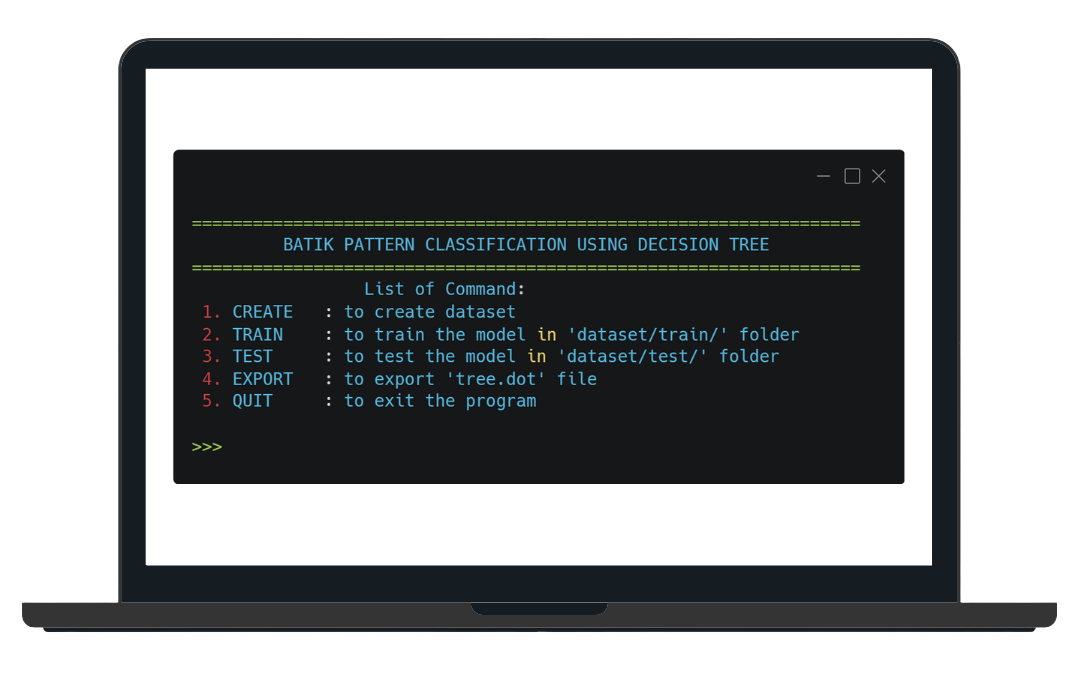 ==================================================================
BATIK PATTERN CLASSIFICATION USING DECISION TREE
==================================================================
List of Command:
1. CREATE   : to create dataset
2. TRAIN    : to train the model in 'dataset/train/' folder
3. TEST     : to test the model in 'dataset/test/' folder
4. EXPORT   : to export 'tree.dot' file
5. QUIT     : to exit the program
>>>